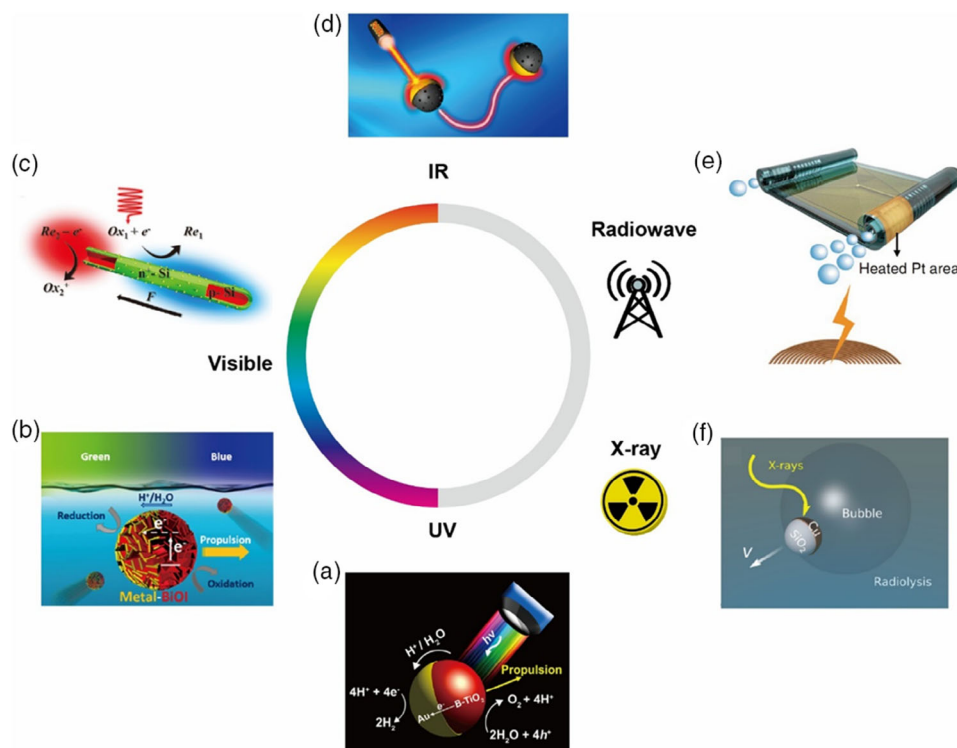 (d)
IR
(c)
Re₂ – e⁻
Ox₁ + e⁻
Re₁
Ox₂⁺
n⁺- Si
p- Si
F
(e)
Heated Pt area
Radiowave
Visible
(b)
Green
Blue
H⁺/H₂O
Reduction
e⁻
e⁻
Propulsion
Oxidation
Metal-BiOI
X-ray
(f)
X-rays
Bubble
Cu
SiO₂
V
Radiolysis
UV
(a)
hν
H⁺/ H₂O
Propulsion
4H⁺ + 4e⁻
2H₂
Au
e⁻
B-TiOₓ
O₂ + 4H⁺
2H₂O + 4h⁺